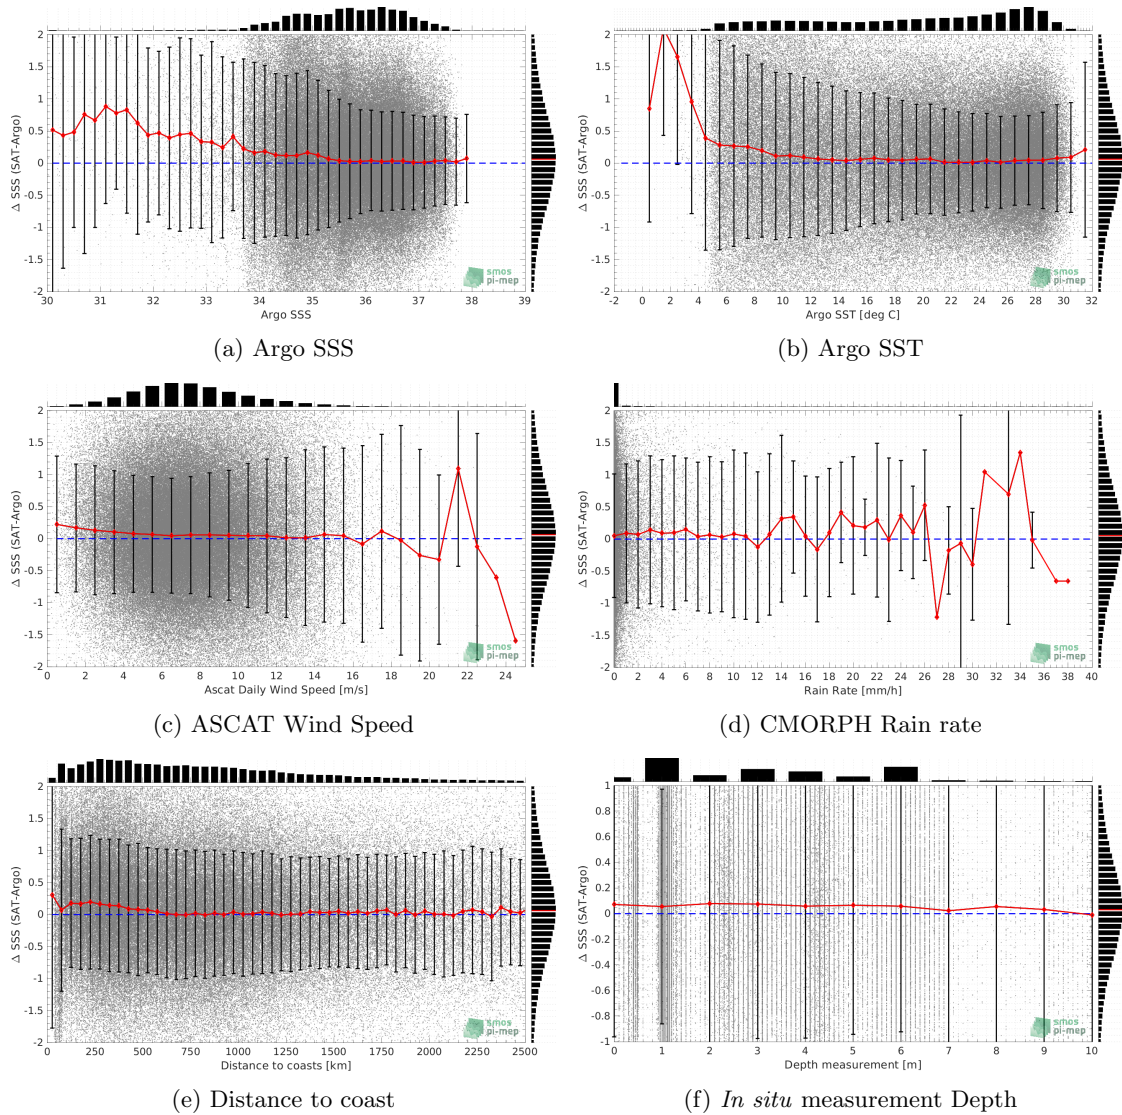 2
1.5
1
0.5
0
-0.5
-1
-1.5
-2
Δ SSS (SAT-Argo)
30 31 32 33 34 35 36 37 38 39
Argo SSS
smos
pi-mep
(a) Argo SSS
2
1.5
1
0.5
0
-0.5
-1
-1.5
-2
Δ SSS (SAT-Argo)
-2 0 2 4 6 8 10 12 14 16 18 20 22 24 26 28 30 32
Argo SST [deg C]
smos
pi-mep
(b) Argo SST
2
1.5
1
0.5
0
-0.5
-1
-1.5
-2
Δ SSS (SAT-Argo)
0 2 4 6 8 10 12 14 16 18 20 22 24
Ascat Daily Wind Speed [m/s]
smos
pi-mep
(c) ASCAT Wind Speed
2
1.5
1
0.5
0
-0.5
-1
-1.5
-2
Δ SSS (SAT-Argo)
0 2 4 6 8 10 12 14 16 18 20 22 24 26 28 30 32 34 36 38 40
Rain Rate [mm/h]
smos
pi-mep
(d) CMORPH Rain rate
2
1.5
1
0.5
0
-0.5
-1
-1.5
-2
Δ SSS (SAT-Argo)
0 250 500 750 1000 1250 1500 1750 2000 2250 2500
Distance to coasts [km]
smos
pi-mep
(e) Distance to coast
1
0.8
0.6
0.4
0.2
0
-0.2
-0.4
-0.6
-0.8
-1
Δ SSS (SAT-Argo)
0 1 2 3 4 5 6 7 8 9 10
Depth measurement [m]
smos
pi-mep
(f) In situ measurement Depth